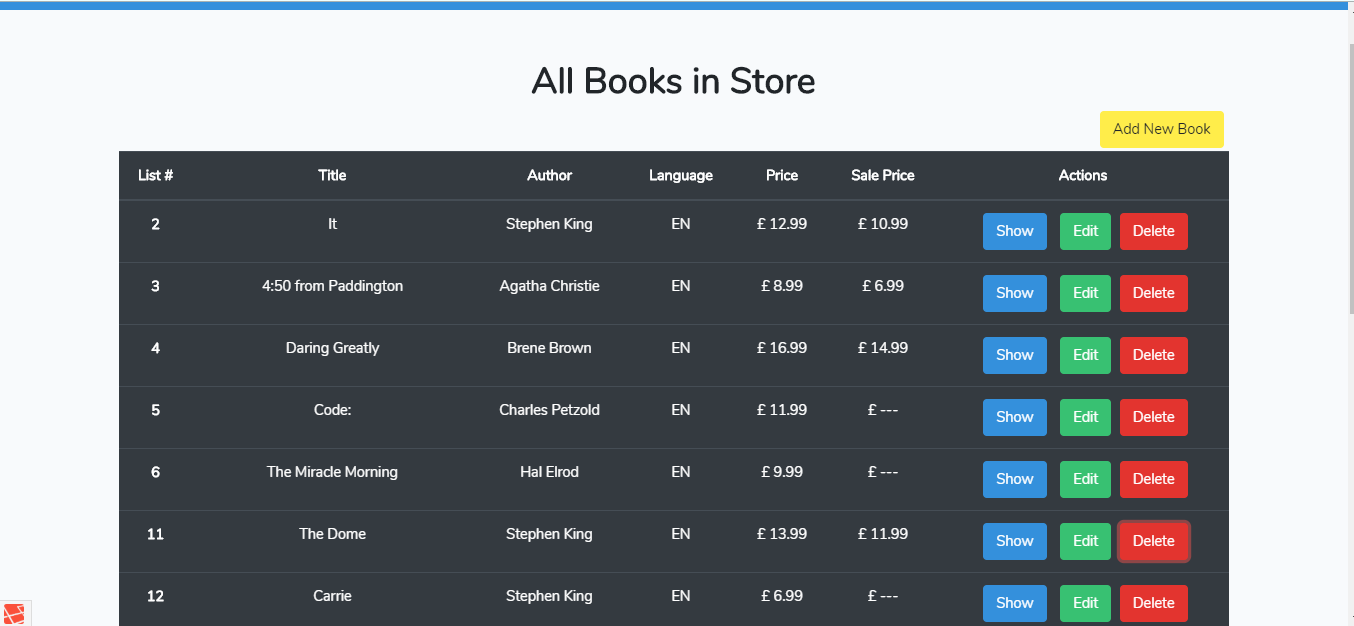 All Books in Store
Add New Book
List # Title Author Language Price Sale Price Actions
2 It Stephen King EN £ 12.99 £ 10.99 Show Edit Delete
3 4:50 from Paddington Agatha Christie EN £ 8.99 £ 6.99 Show Edit Delete
4 Daring Greatly Brene Brown EN £ 16.99 £ 14.99 Show Edit Delete
5 Code: Charles Petzold EN £ 11.99 £ --- Show Edit Delete
6 The Miracle Morning Hal Elrod EN £ 9.99 £ --- Show Edit Delete
11 The Dome Stephen King EN £ 13.99 £ 11.99 Show Edit Delete
12 Carrie Stephen King EN £ 6.99 £ --- Show Edit Delete